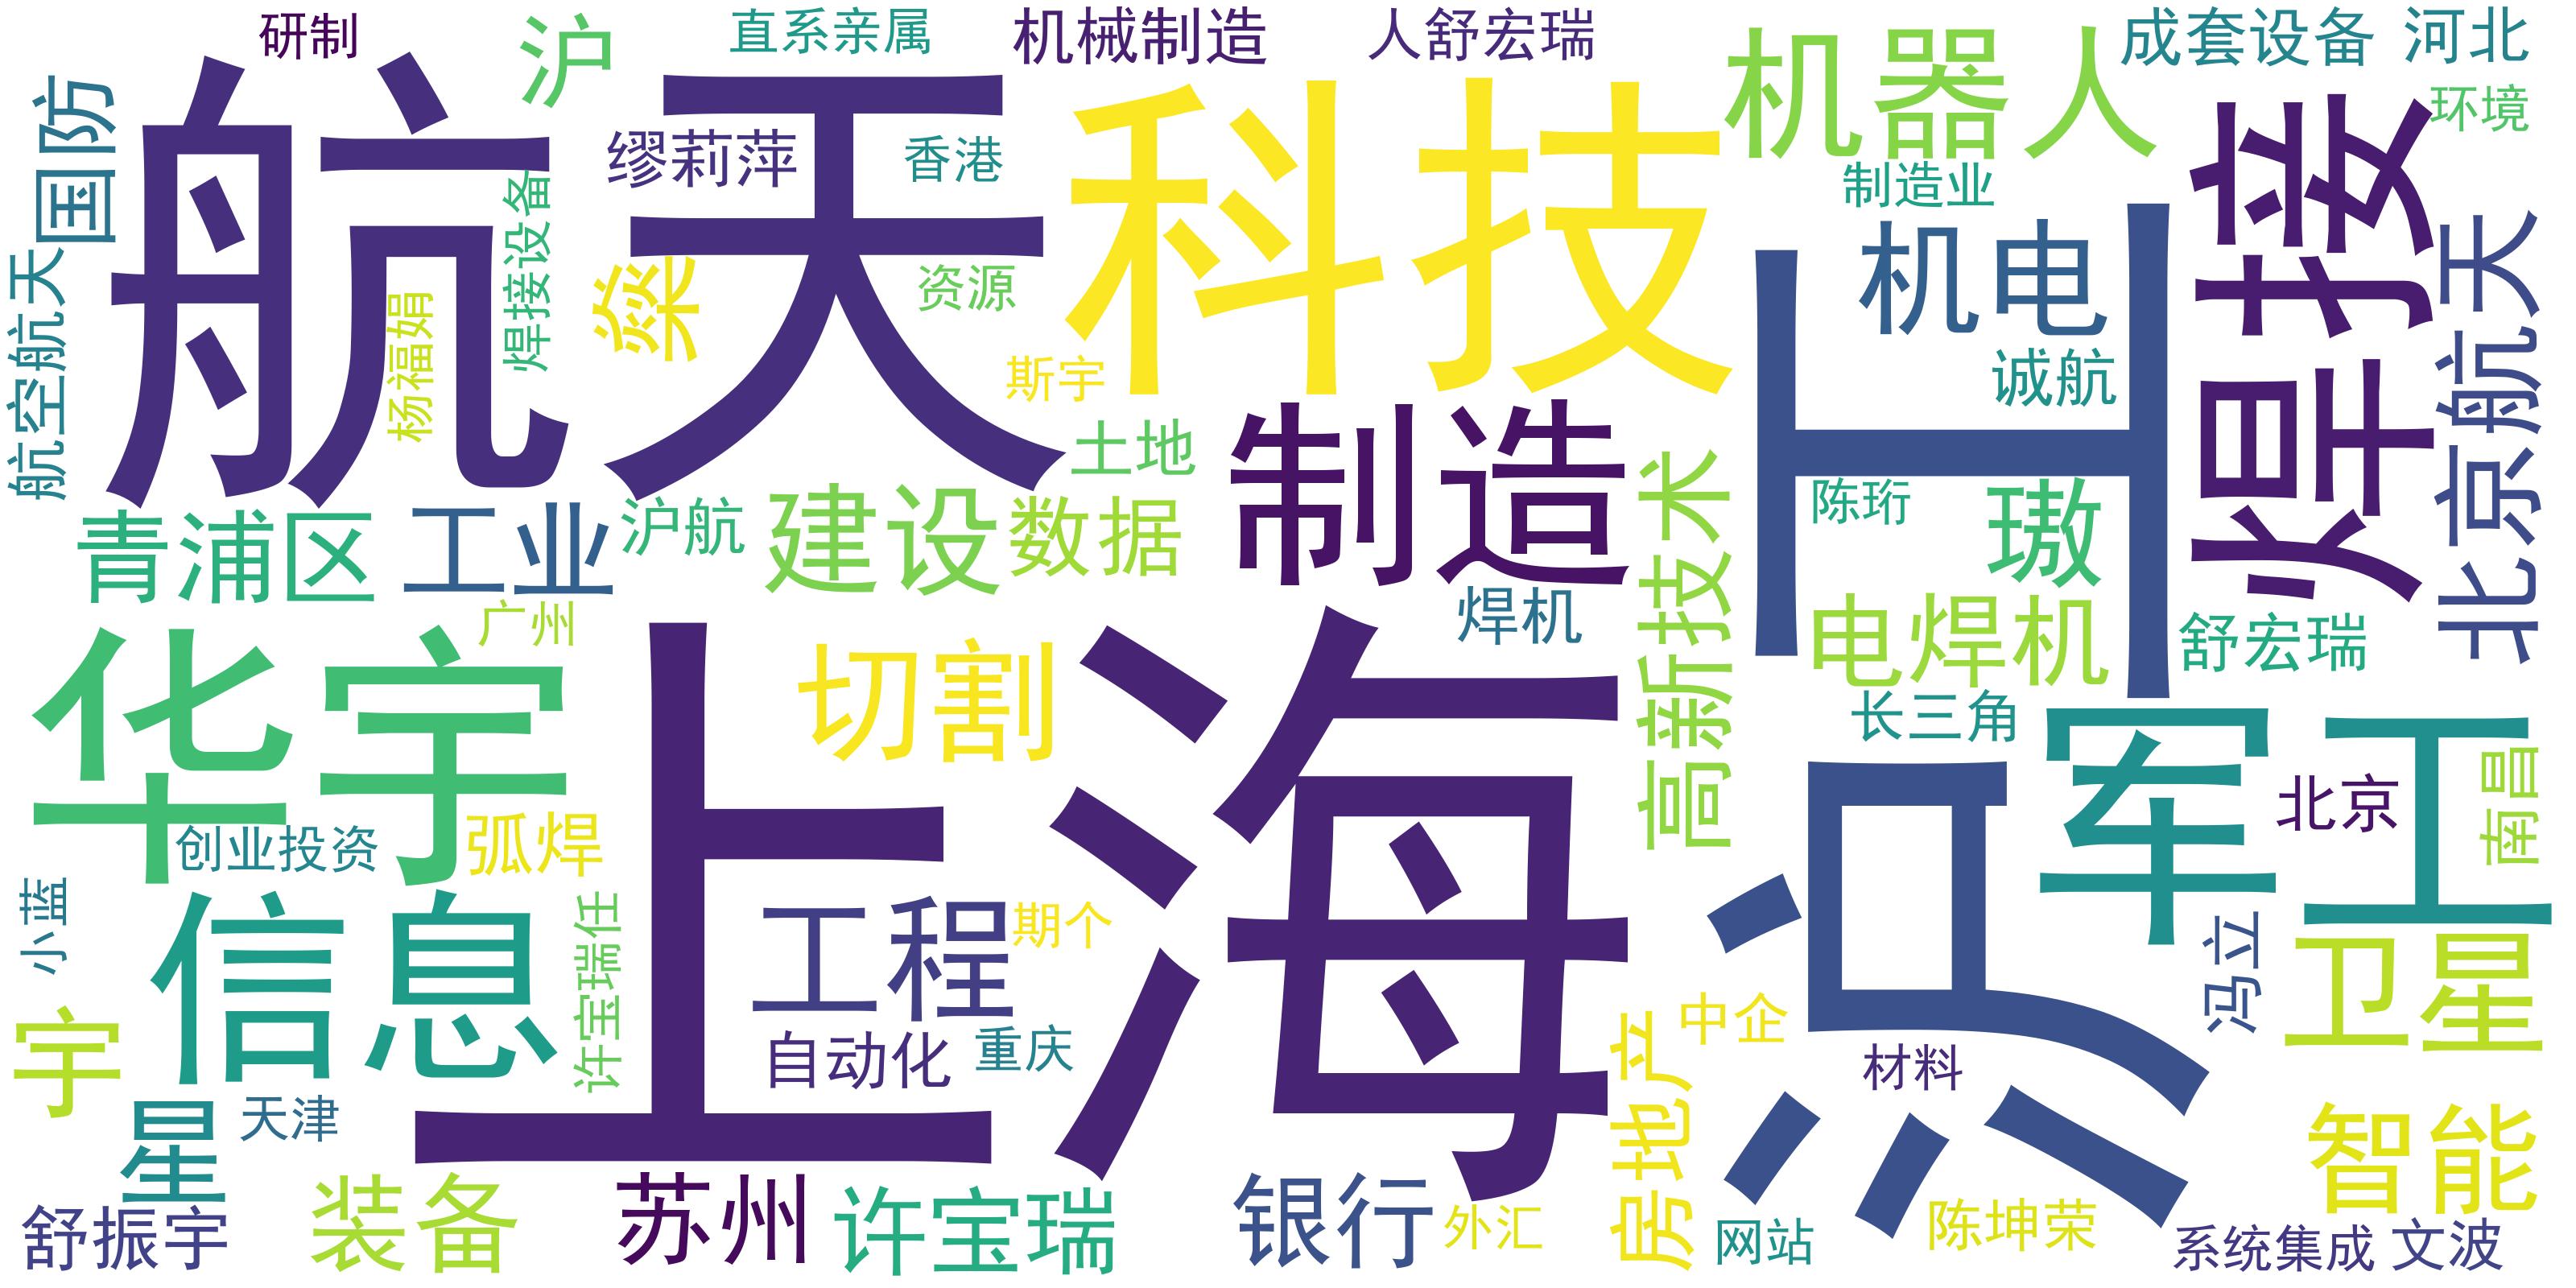 研制
沪
直系亲属
机械制造
人舒宏瑞
机器人
成套设备
河北
国防
航天
科技
焊接
环境
缪莉萍
香港
制造业
焊接设备
机电
北京航天
航空航天
杨福娟
燊
资源
斯宇
沪工
诚航
土地
制造
高新技术
青浦区
工业
沪航
建设
数据
陈珩
璈
广州
焊机
电焊机
舒宏瑞
华宇
上海
切割
长三角
军工
创业投资
弧焊
北京
南昌
小蓝
信息
许宝瑞任
工程
期个
冯立
卫星
宇
自动化
重庆
中企
材料
星
天津
房地产
智能
舒振宇
装备
苏州
许宝瑞
银行
外汇
网站
陈坤荣
系统集成
文波